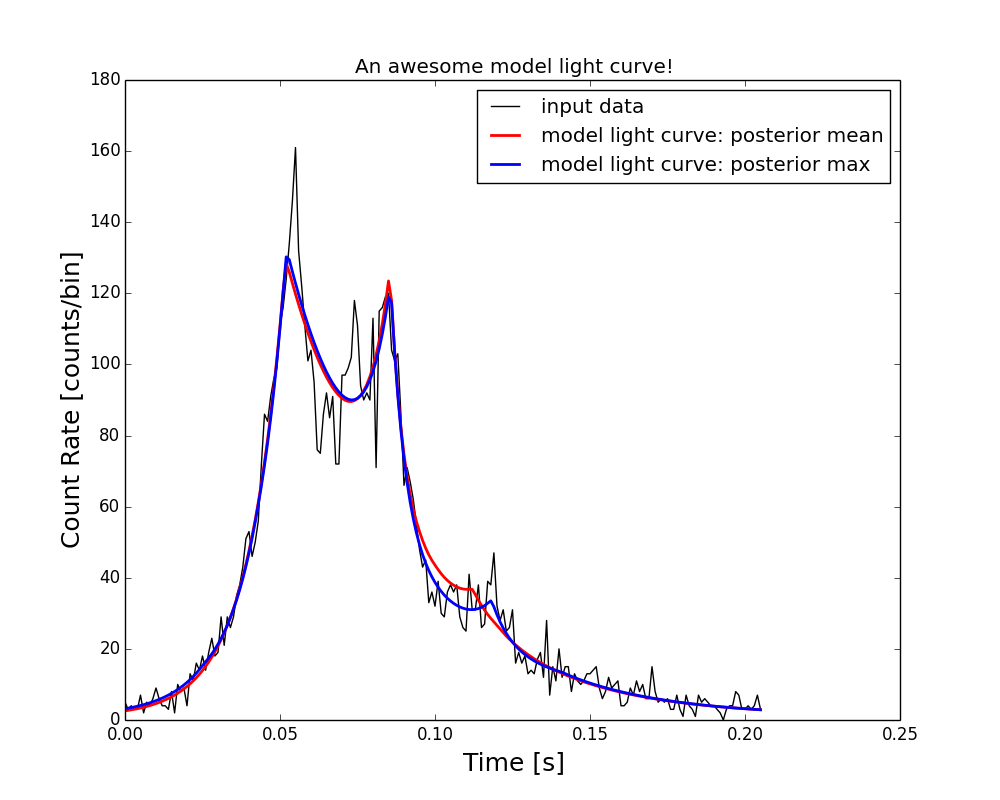 An awesome model light curve!
180
160
140
120
100
80
60
40
20
0
Count Rate [counts/bin]
input data
model light curve: posterior mean
model light curve: posterior max
0.00 0.05 0.10 0.15 0.20 0.25
Time [s]